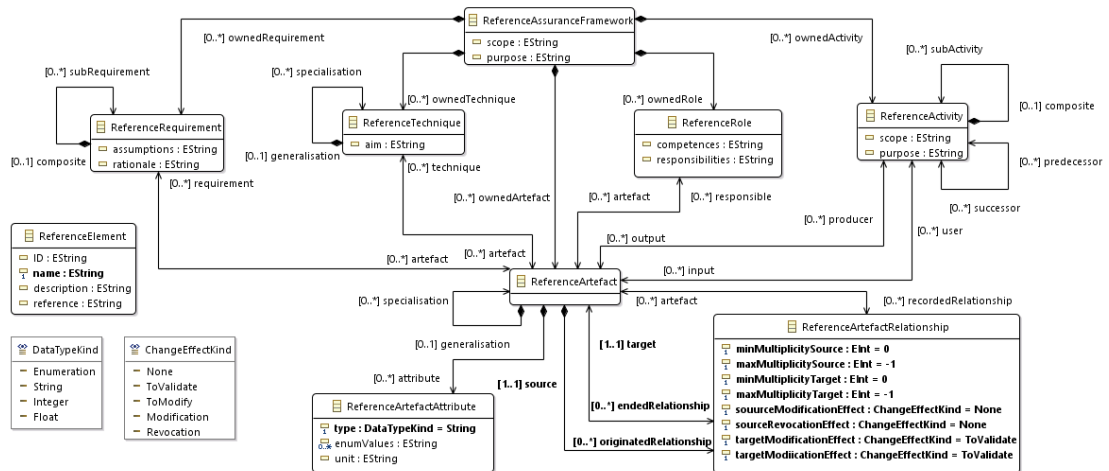 ReferenceAssuranceFramework
scope : EString
purpose : EString
[0..*] ownedRequirement
[0..*] ownedActivity
[0..*] subRequirement
[0..*] specialisation
[0..*] subActivity
[0..*] ownedTechnique
[0..*] ownedRole
[0..1] composite
ReferenceRequirement
assumptions : EString
rationale : EString
[0..1] composite
[0..*] requirement
ReferenceTechnique
aim : EString
[0..1] generalisation
[0..*] technique
ReferenceRole
competences : EString
responsibilities : EString
ReferenceActivity
scope : EString
purpose : EString
[0..*] predecessor
[0..*] successor
[0..*] ownedArtefact
[0..*] artefact
[0..*] responsible
[0..*] producer
[0..*] user
[0..*] output
[0..*] input
ReferenceElement
ID : EString
name : EString
description : EString
reference : EString
[0..*] artefact
[0..*] artefact
ReferenceArtefact
[0..*] specialisation
[0..*] artefact
[0..*] recordedRelationship
[0..1] generalisation
[1..1] target
[0..*] attribute
[1..1] source
[0..*] endedRelationship
[0..*] originatedRelationship
DataTypeKind
Enumeration
String
Integer
Float
ChangeEffectKind
None
ToValidate
ToModify
Modification
Revocation
ReferenceArtefactAttribute
type : DataTypeKind = String
0..* enumValues : EString
unit : EString
ReferenceArtefactRelationship
minMultiplicitySource : EInt = 0
maxMultiplicitySource : EInt = -1
minMultiplicityTarget : EInt = 0
maxMultiplicityTarget : EInt = -1
souurceModificationEffect : ChangeEffectKind = None
sourceRevocationEffect : ChangeEffectKind = None
targetModificationEffect : ChangeEffectKind = ToValidate
targetModiicationEffect : ChangeEffectKind = ToValidate